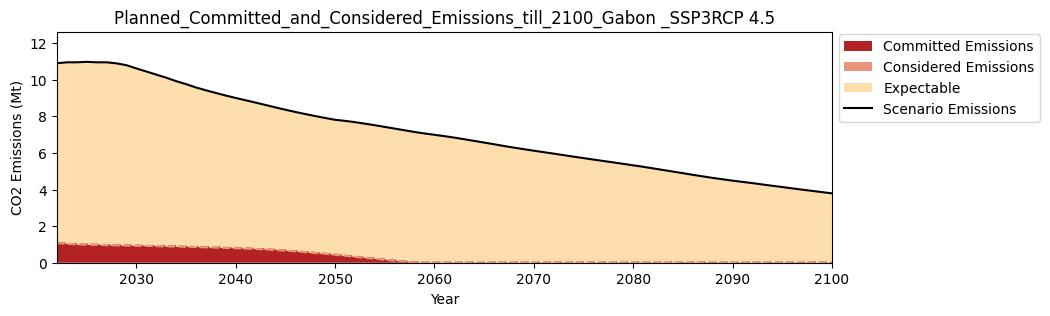 Planned_Committed_and_Considered_Emissions_till_2100_Gabon _SSP3RCP 4.5
Committed Emissions
Considered Emissions
Expectable
Scenario Emissions
CO2 Emissions (Mt)
12
10
8
6
4
2
0
2030 2040 2050 2060 2070 2080 2090 2100
Year